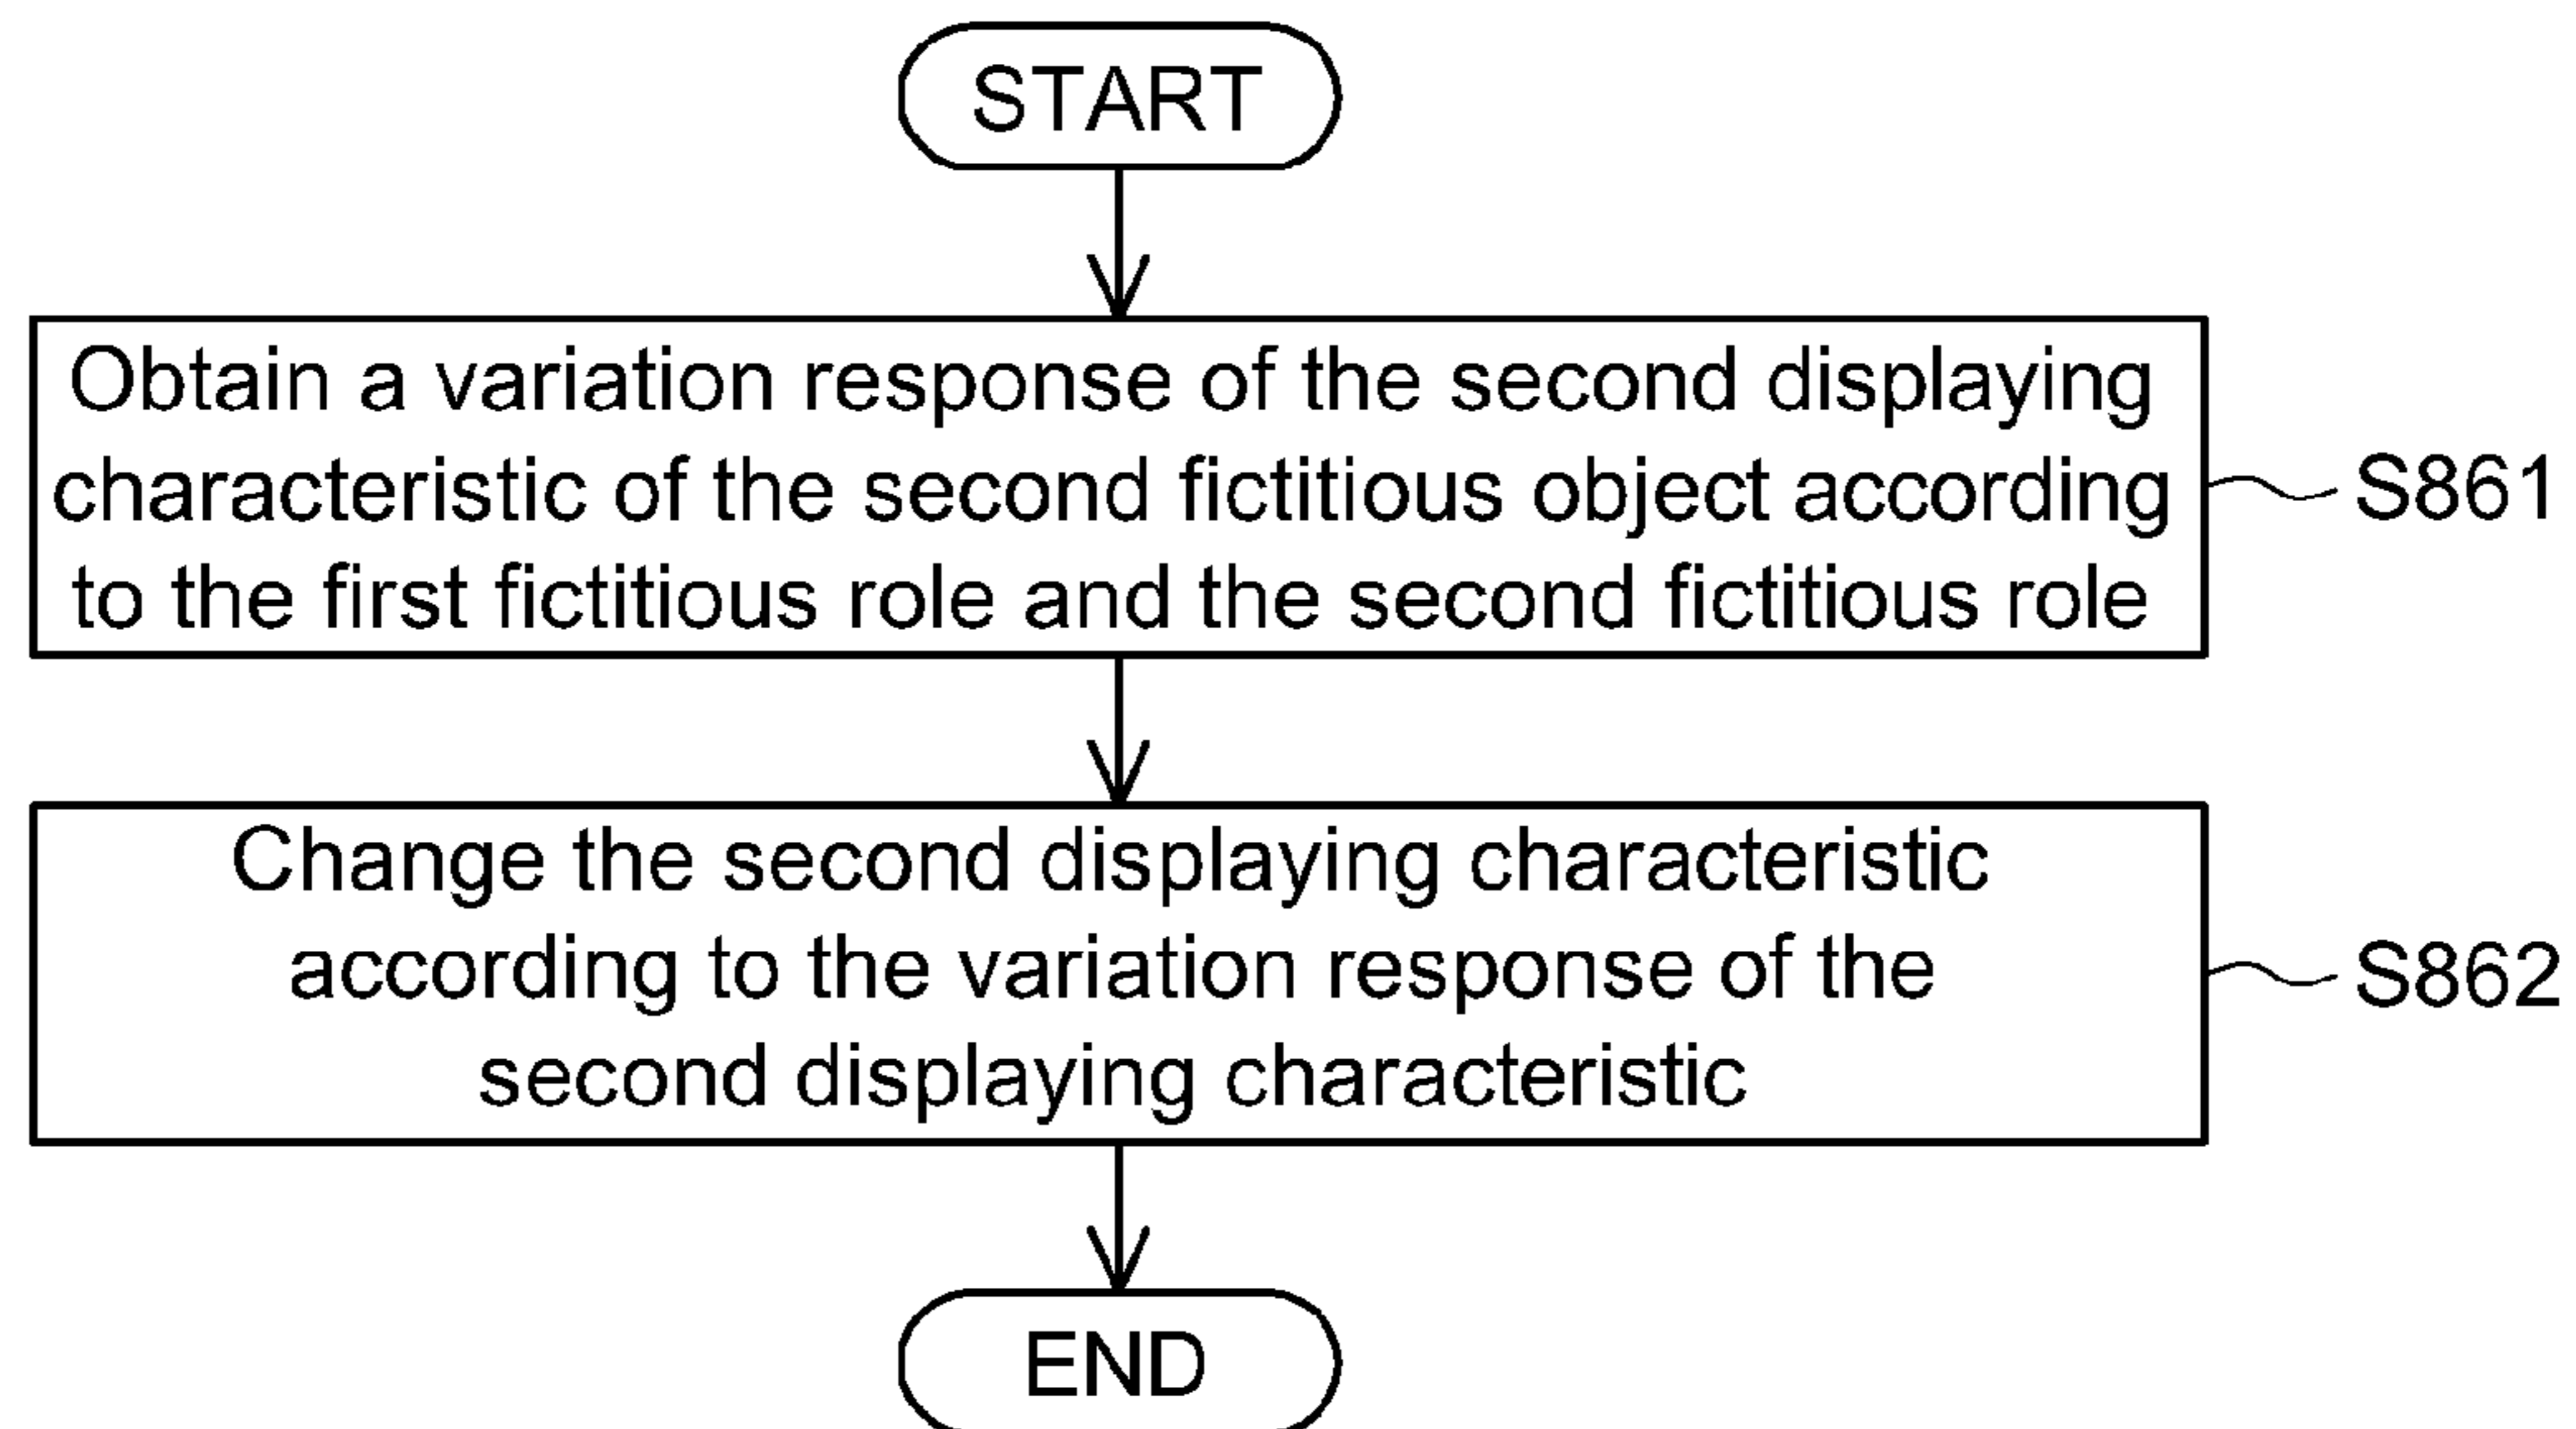 START
Obtain a variation response of the second displaying
characteristic of the second fictitious object according
to the first fictitious role and the second fictitious role
S861
Change the second displaying characteristic
according to the variation response of the
second displaying characteristic
S862
END